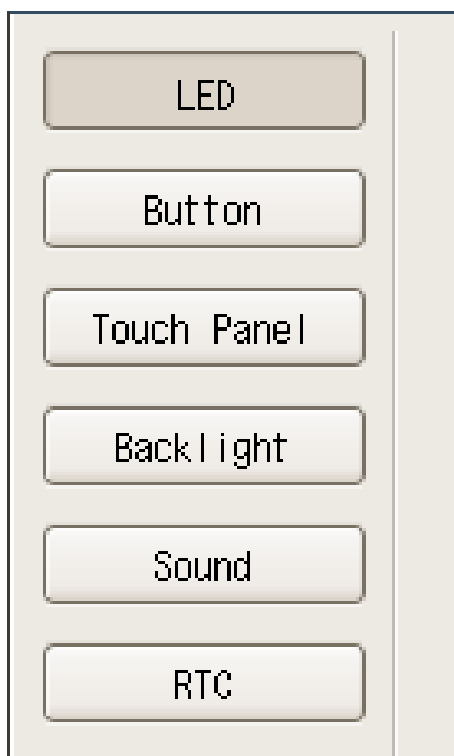 LED
Button
Touch Panel
Backlight
Sound
RTC